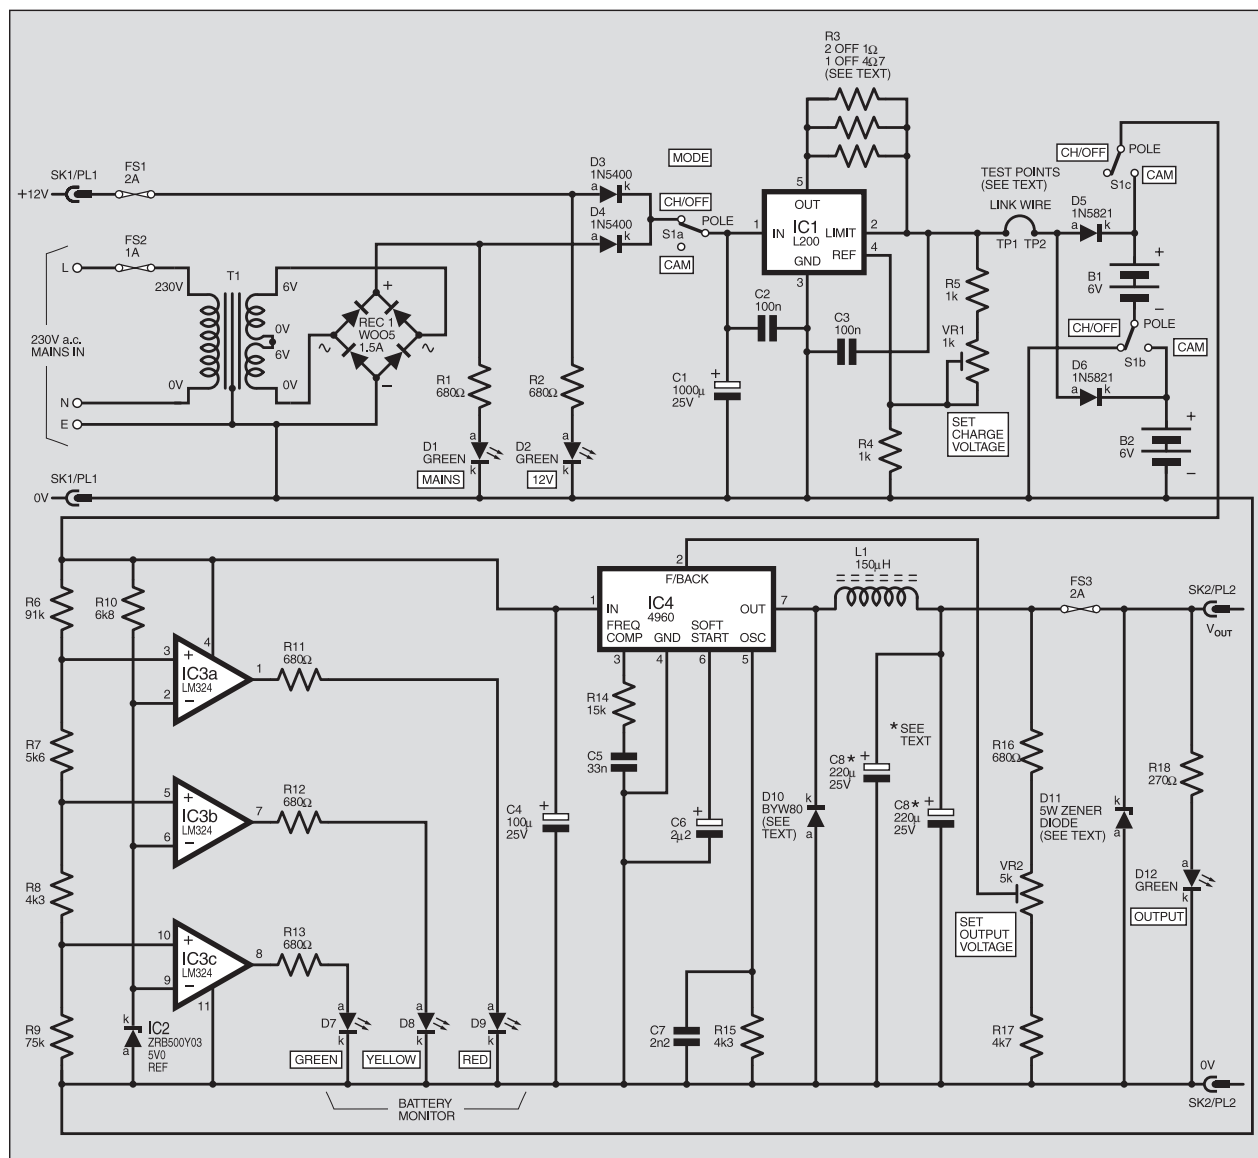 R3
2 OFF 1Ω
1 OFF 4Ω7
(SEE TEXT)
SK1/PL1
+12V
FS1
2A
D3
1N5400
a
k
MODE
CH/OFF
POLE
S1a
CAM
D4
1N5400
a
k
5
OUT
1
IN
IC1
L200
LIMIT
2
REF
4
GND
3
TEST POINTS
(SEE TEXT)
LINK WIRE
TP1
TP2
D5
1N5821
a
k
CH/OFF
POLE
S1c
CAM
FS2
1A
L
T1
230V
6V
0V
6V
0V
0V
230V a.c.
MAINS IN
N
E
+
REC 1
WOO5
1.5A
~
~
−
R1
680Ω
R2
680Ω
C2
100n
C3
100n
C1
1000µ
25V
+
R5
1k
VR1
1k
SET
CHARGE
VOLTAGE
R4
1k
+
B1
6V
−
CH/OFF
POLE
S1b
CAM
D6
1N5821
a
k
+
B2
6V
−
a
D1
GREEN
k
MAINS
a
D2
GREEN
k
12V
SK1/PL1
0V
R6
91k
R10
6k8
R7
5k6
R8
4k3
R9
75k
3
+
4
IC3a
LM324
1
2
−
R11
680Ω
5
+
IC3b
LM324
7
6
−
R12
680Ω
10
+
IC3c
LM324
8
9
−
11
R13
680Ω
k
IC2
ZRB500Y03
5V0
REF
a
a
D7
k
GREEN
a
D8
k
YELLOW
a
D9
k
RED
BATTERY
MONITOR
2
F/BACK
1
IN
IC4
4960
OUT
7
FREQ
COMP
GND
SOFT
START
OSC
3
4
6
5
R14
15k
C5
33n
C4
100µ
25V
+
C6
2µ2
+
C7
2n2
R15
4k3
L1
150µH
k
D10
BYW80
(SEE
TEXT)
a
*SEE
TEXT
C8*
220µ
25V
+
C8*
220µ
25V
+
FS3
2A
SK2/PL2
VOUT
R16
680Ω
VR2
5k
SET
OUTPUT
VOLTAGE
R17
4k7
k
D11
5W ZENER
DIODE
(SEE TEXT)
a
R18
270Ω
a
D12
GREEN
k
OUTPUT
0V
SK2/PL2